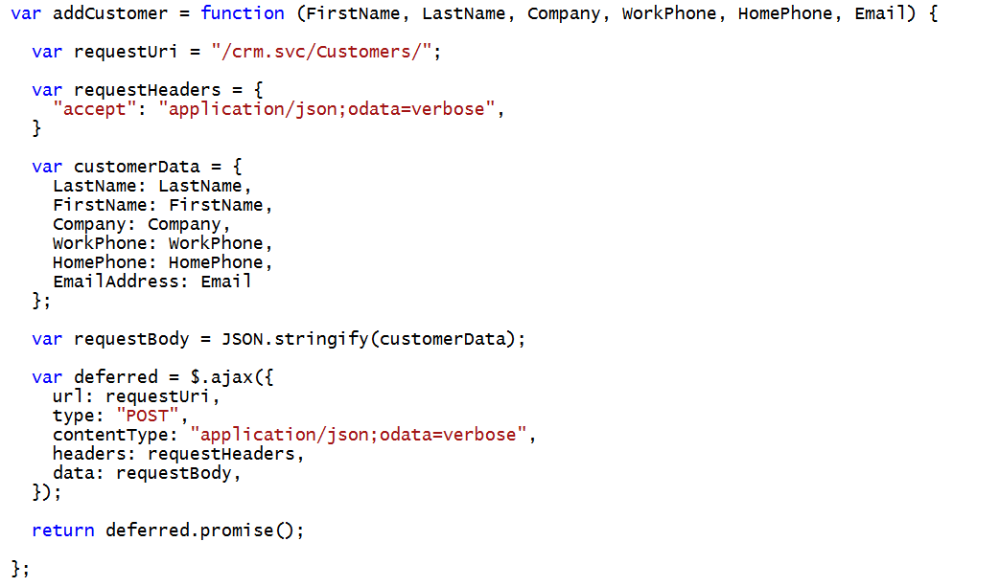 var addCustomer = function (FirstName, LastName, Company, WorkPhone, HomePhone, Email) {
var requestUri = "/crm.svc/Customers/";
var requestHeaders = {
"accept": "application/json;odata=verbose",
}
var customerData = {
LastName: LastName,
FirstName: FirstName,
Company: Company,
WorkPhone: WorkPhone,
HomePhone: HomePhone,
EmailAddress: Email
};
var requestBody = JSON.stringify(customerData);
var deferred = $.ajax({
url: requestUri,
type: "POST",
contentType: "application/json;odata=verbose",
headers: requestHeaders,
data: requestBody,
});
return deferred.promise();
};